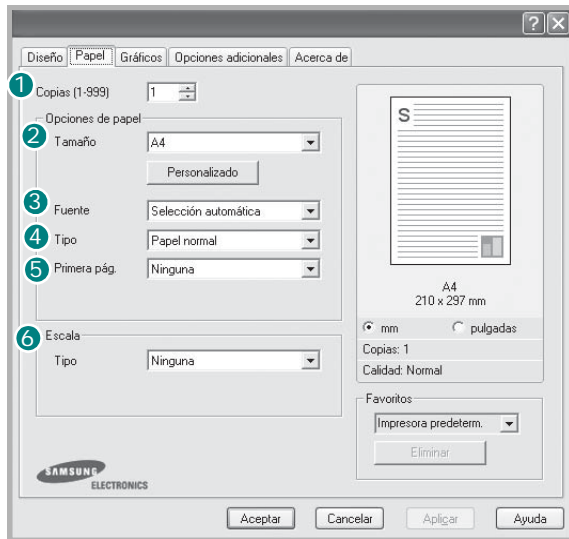 Diseño Papel Gráficos Opciones adicionales Acerca de
1 Copias (1-999) 1
Opciones de papel
2 Tamaño A4
Personalizado
3 Fuente Selección automática
4 Tipo Papel normal
5 Primera pág. Ninguna
6 Escala
Tipo Ninguna
SAMSUNG
ELECTRONICS
S
A4
210 x 297 mm
mm pulgadas
Copias: 1
Calidad: Normal
Favoritos
Impresora predeterm.
Eliminar
Aceptar Cancelar Aplicar Ayuda